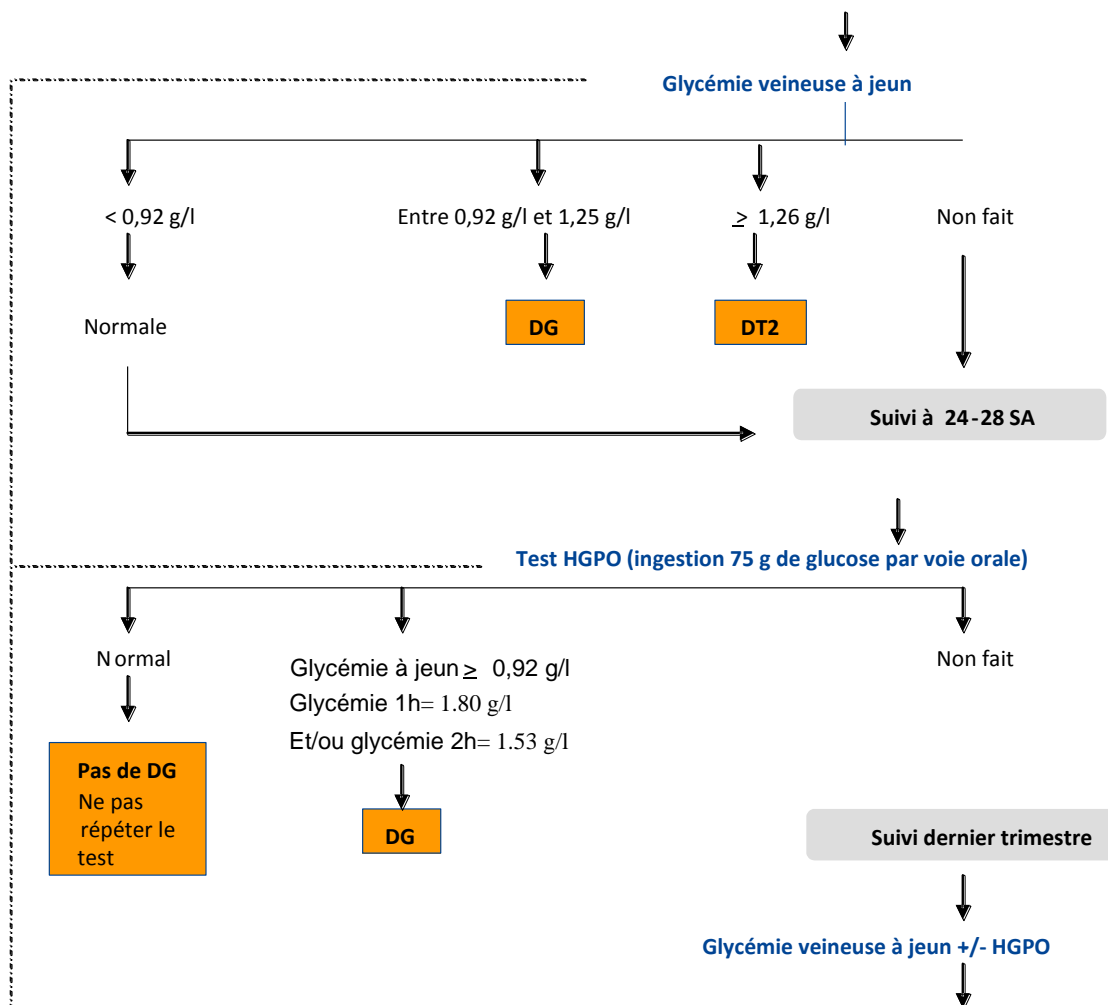 Glycémie veineuse à jeun
< 0,92 g/l
Entre 0,92 g/l et 1,25 g/l
≥ 1,26 g/l
Non fait
Normale
DG
DT2
Suivi à 24-28 SA
Test HGPO (ingestion 75 g de glucose par voie orale)
Normal
Glycémie à jeun ≥ 0,92 g/l
Glycémie 1h= 1.80 g/l
Et/ou glycémie 2h= 1.53 g/l
Non fait
Pas de DG
Ne pas
répéter le
test
DG
Suivi dernier trimestre
Glycémie veineuse à jeun +/- HGPO